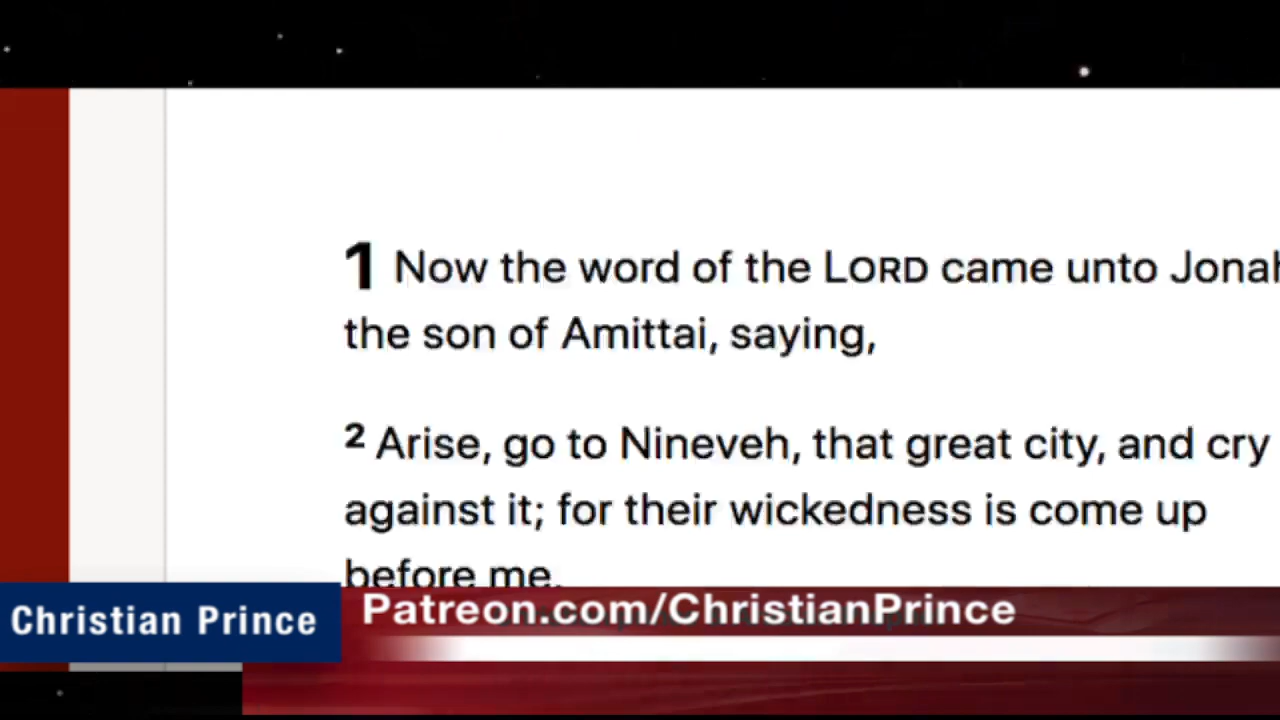 1 Now the word of the LORD came unto Jonah
the son of Amittai, saying,
2 Arise, go to Nineveh, that great city, and cry
against it; for their wickedness is come up
before me.
Christian Prince
Patreon.com/ChristianPrince